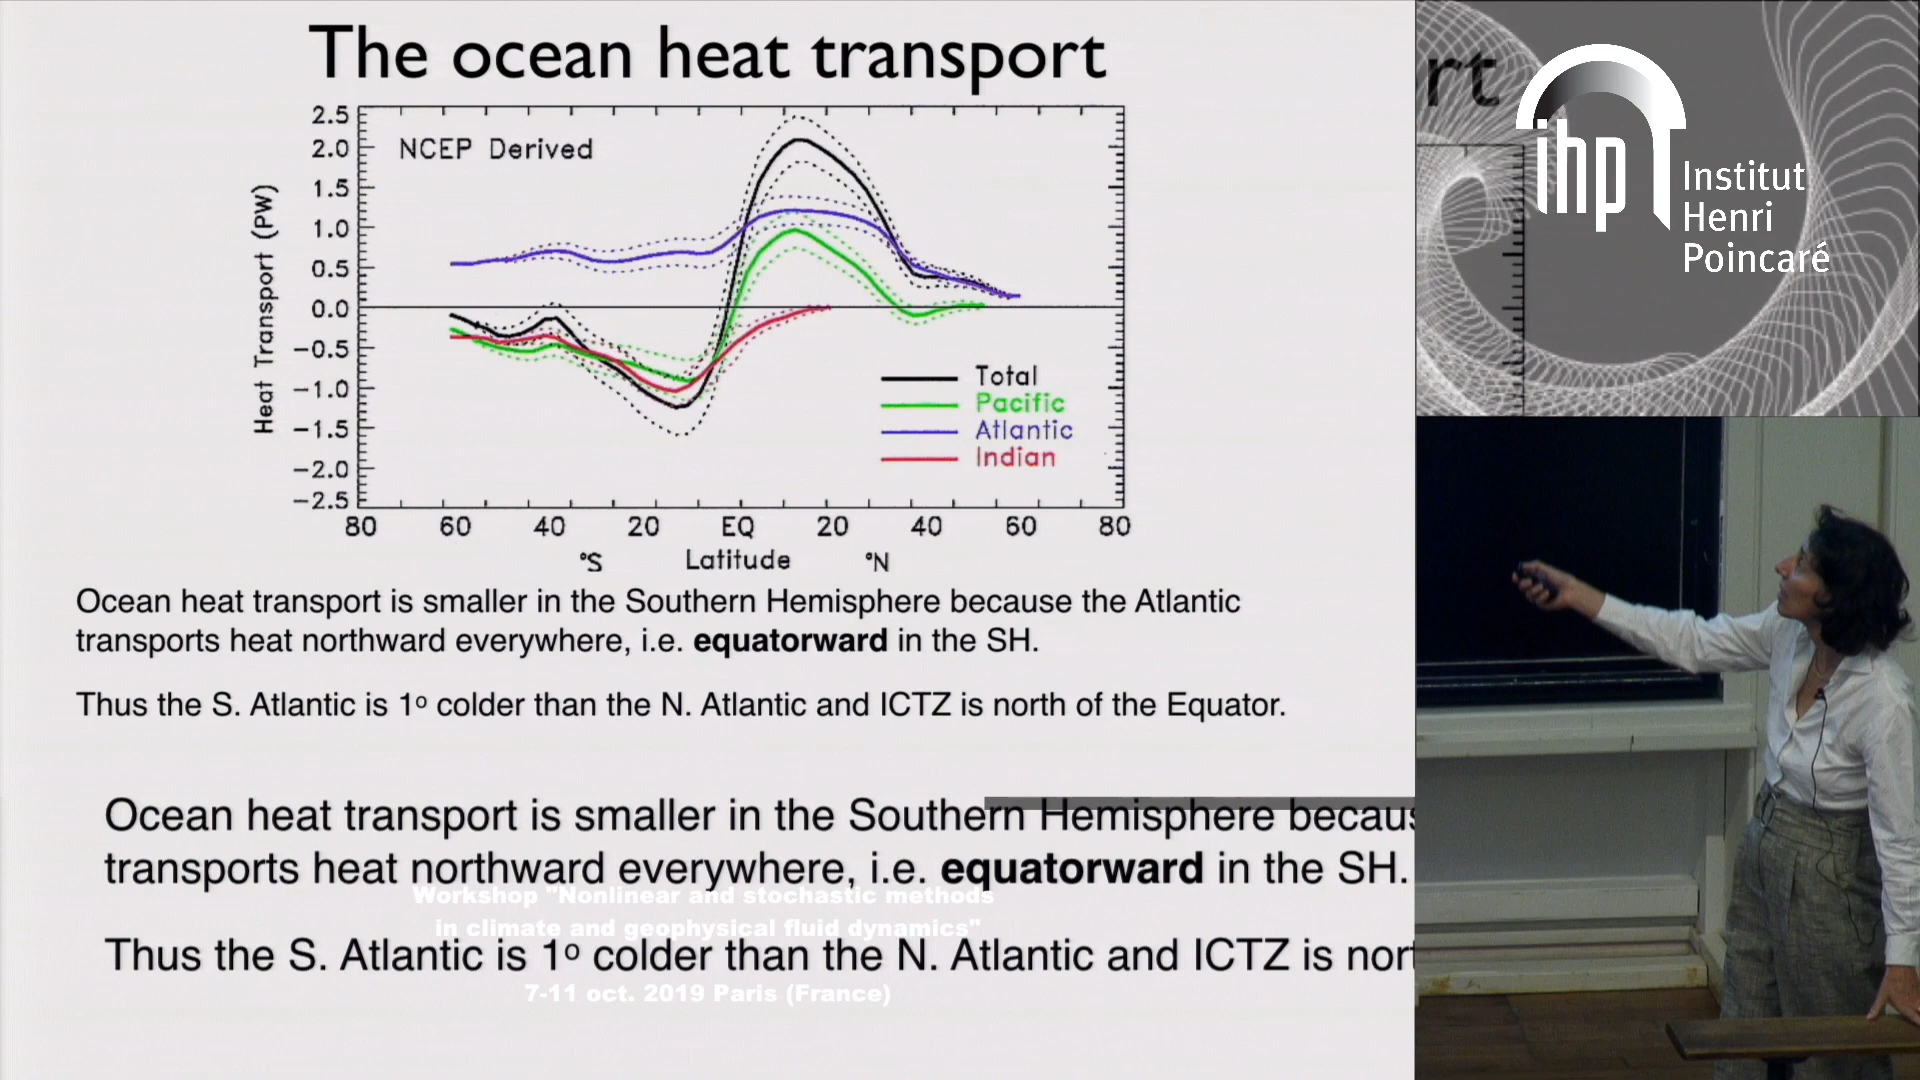 The ocean heat transport
NCEP Derived
Heat Transport (PW)
2.5
2.0
1.5
1.0
0.5
0.0
−0.5
−1.0
−1.5
−2.0
−2.5
Total
Pacific
Atlantic
Indian
80 60 40 20 EQ 20 40 60 80
°S Latitude °N
Ocean heat transport is smaller in the Southern Hemisphere because the Atlantic
transports heat northward everywhere, i.e. equatorward in the SH.
Thus the S. Atlantic is 1º colder than the N. Atlantic and ICTZ is north of the Equator.
Ocean heat transport is smaller in the Southern Hemisphere becaus
transports heat northward everywhere, i.e. equatorward in the SH.
Workshop "Nonlinear and stochastic methods
in climate and geophysical fluid dynamics"
Thus the S. Atlantic is 1º colder than the N. Atlantic and ICTZ is nort
7-11 oct. 2019 Paris (France)
rt
ihp
Institut
Henri
Poincaré